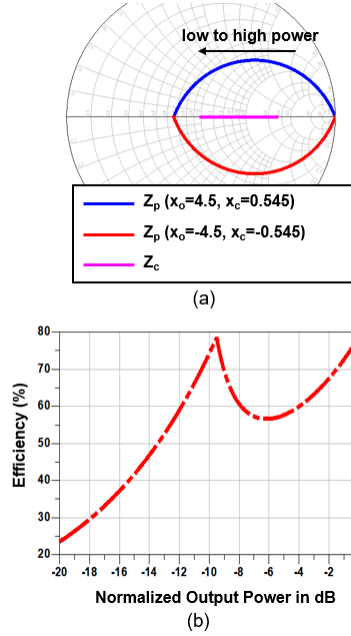 low to high power
Zp (xo=4.5, xc=0.545)
Zp (xo=-4.5, xc=-0.545)
Zc
(a)
80
70
60
50
40
30
20
Efficiency (%)
-20 -18 -16 -14 -12 -10 -8 -6 -4 -2
Normalized Output Power in dB
(b)